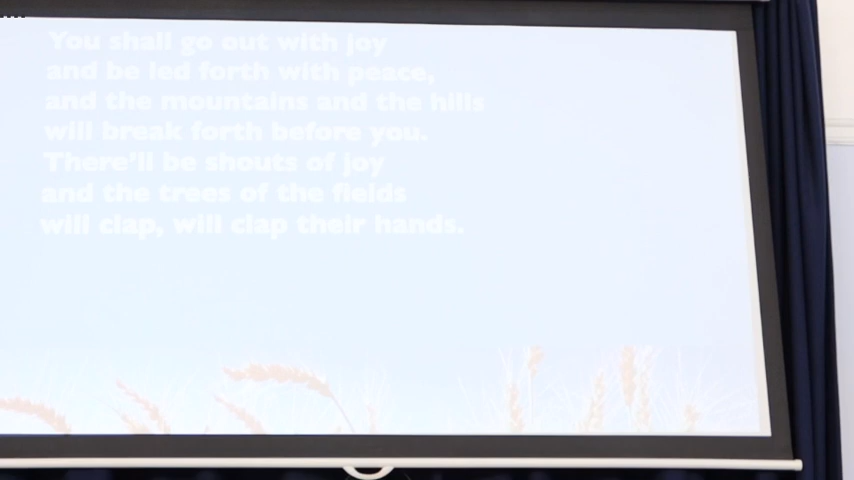 You shall go out with joy
and be led forth with peace,
and the mountains and the hills
will break forth before you.
There'll be shouts of joy
and the trees of the fields
will clap, will clap their hands.